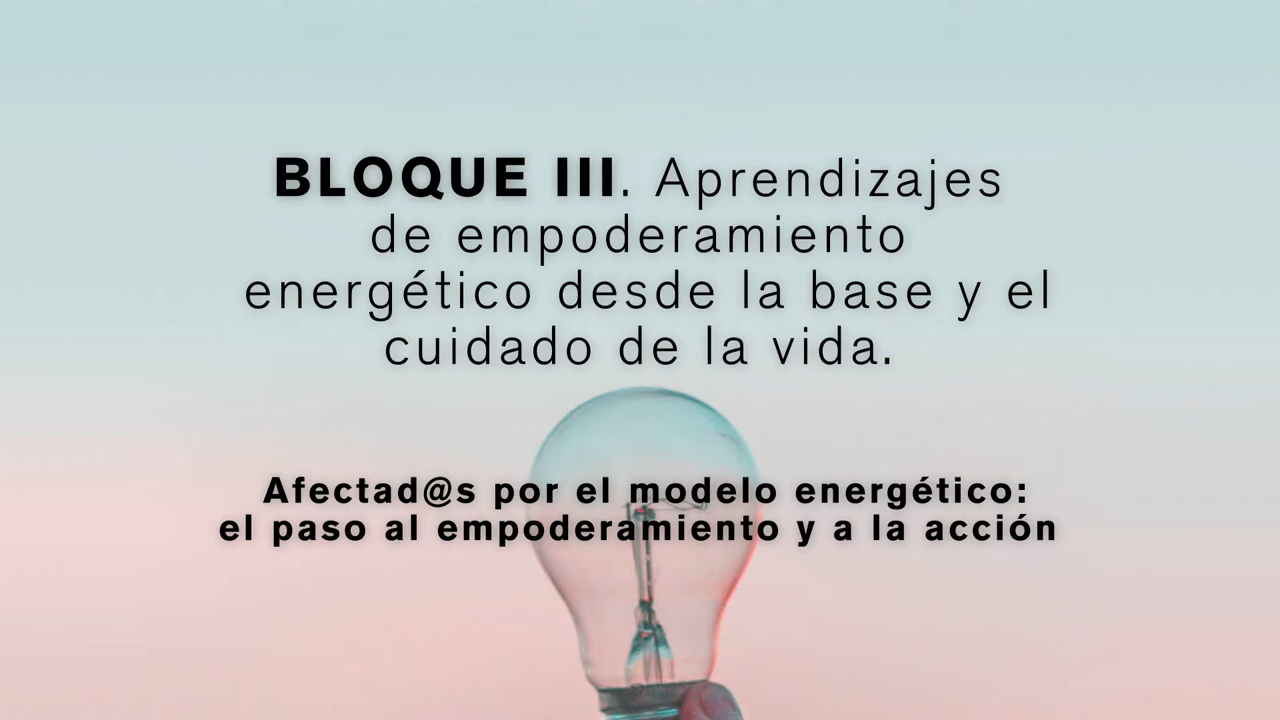 BLOQUE III. Aprendizajes
de empoderamiento
energético desde la base y el
cuidado de la vida.
Afectad@s por el modelo energético:
el paso al empoderamiento y a la acción